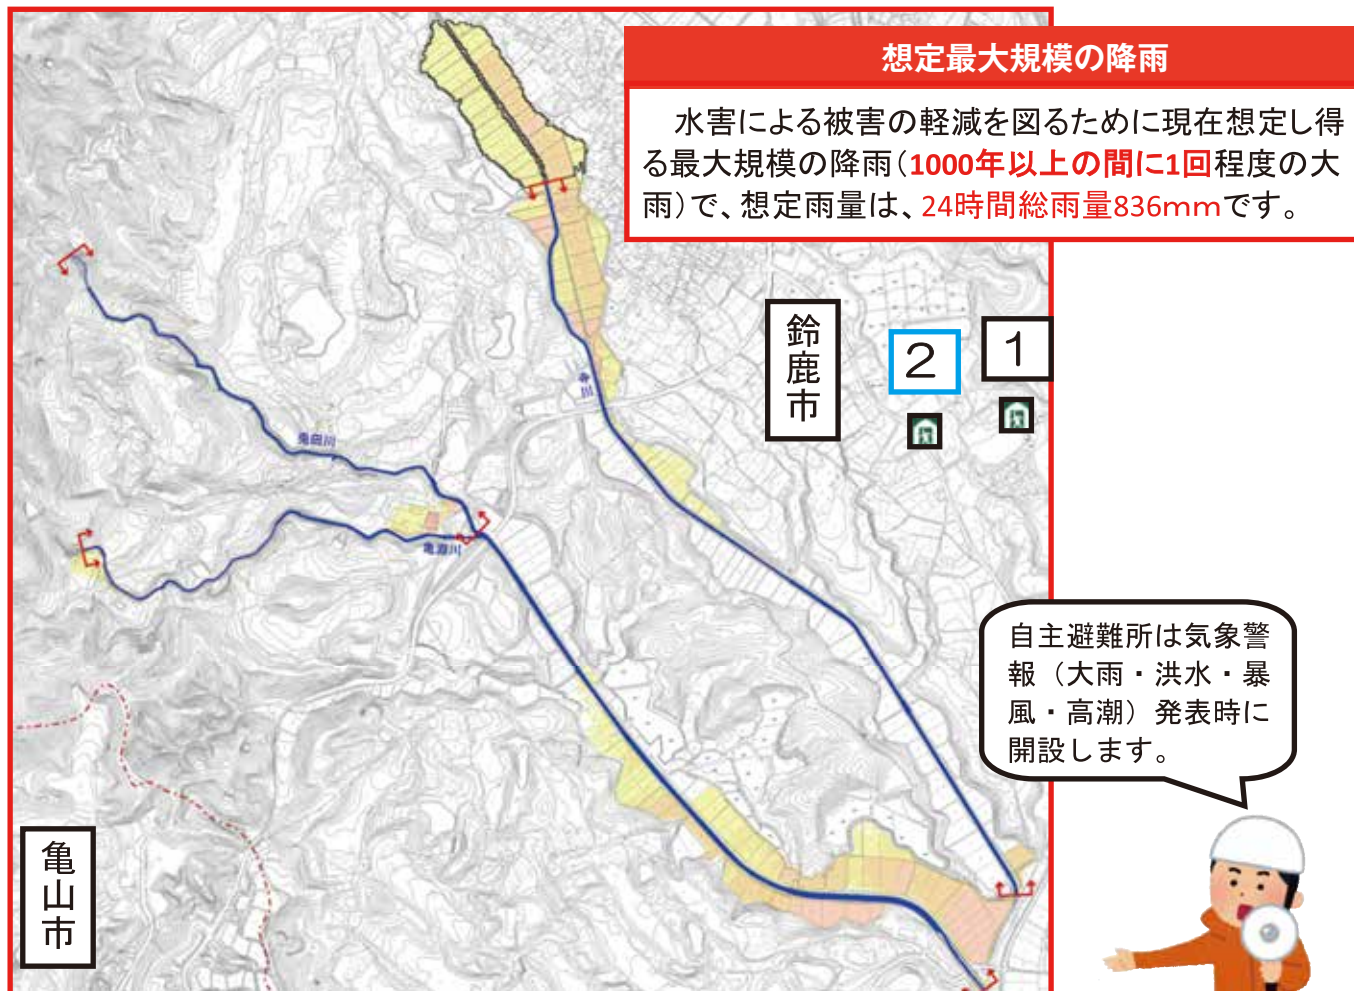 想定最大規模の降雨
水害による被害の軽減を図るために現在想定し得
る最大規模の降雨（1000年以上の間に1回程度の大
雨）で、想定雨量は、24時間総雨量836mmです。
鈴鹿市
2
1
自主避難所は気象警
報（大雨・洪水・暴
風・高潮）発表時に
開設します。
亀山市